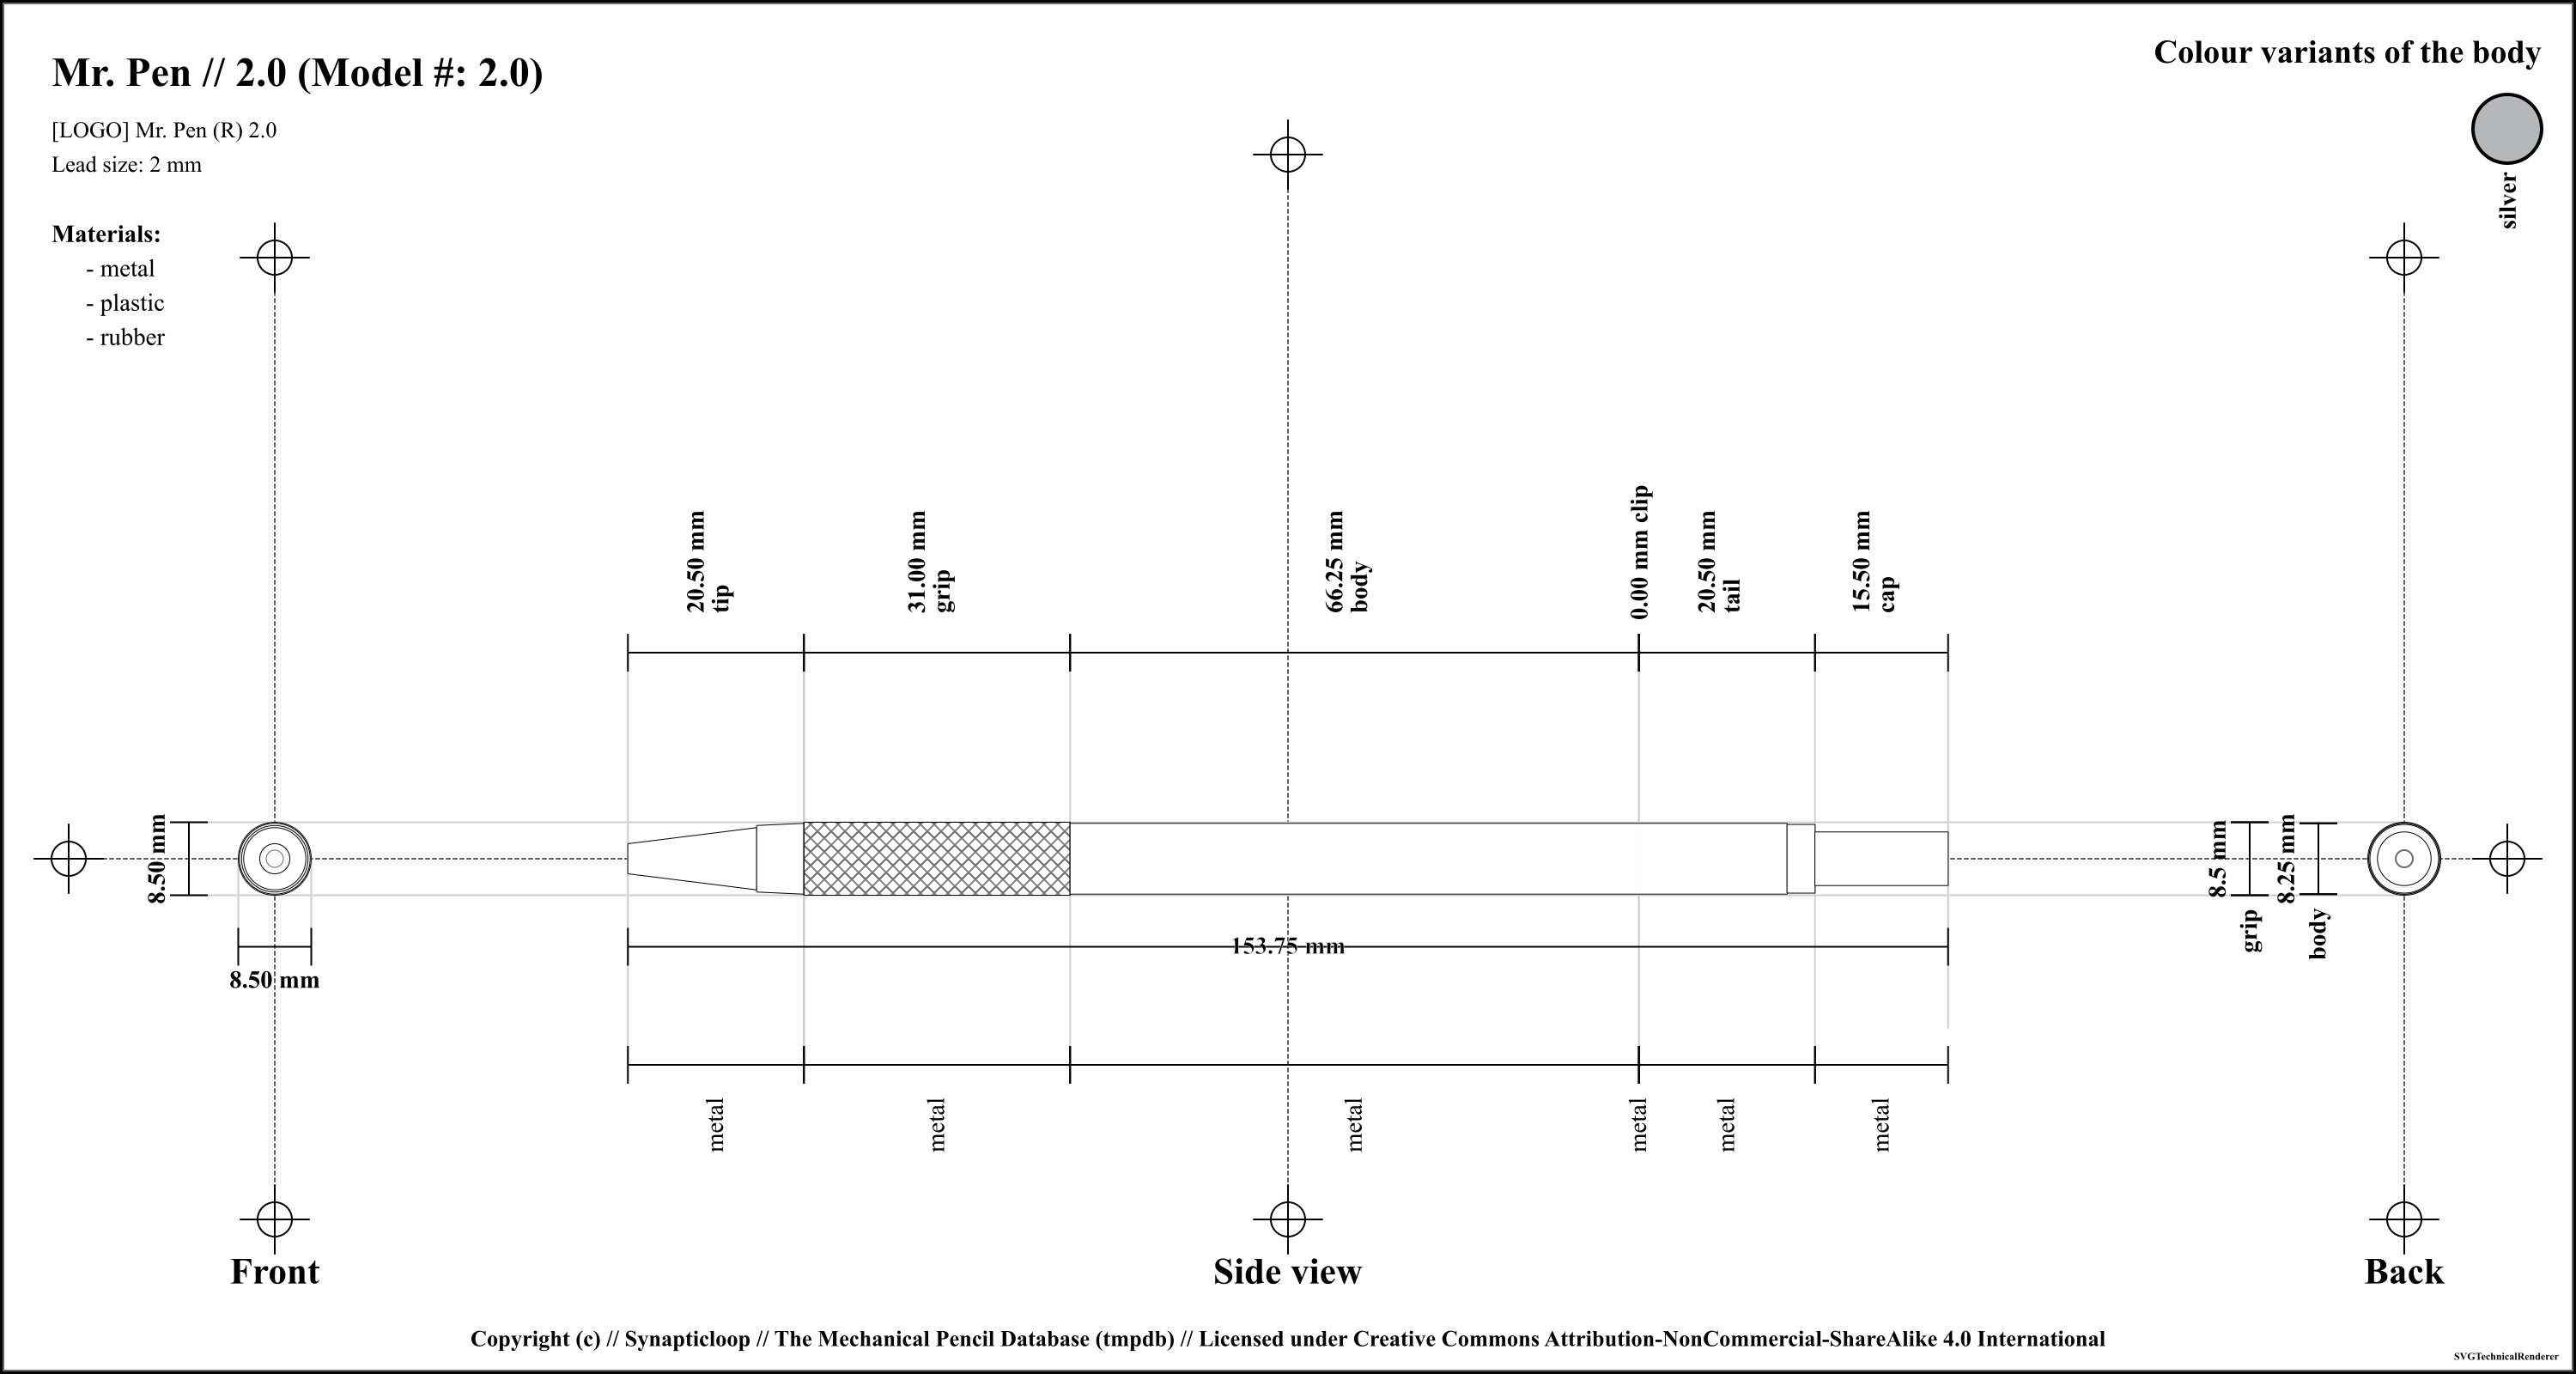 Mr. Pen // 2.0 (Model #: 2.0)
Colour variants of the body
[LOGO] Mr. Pen (R) 2.0
Lead size: 2 mm
silver
Materials:
- metal
- plastic
- rubber
20.50 mm
tip
31.00 mm
grip
66.25 mm
body
0.00 mm clip
20.50 mm
tail
15.50 mm
cap
8.50 mm
8.50 mm
153.75 mm
8.5 mm
grip
8.25 mm
body
metal
metal
metal
metal
metal
metal
Front
Side view
Back
Copyright (c) // Synapticloop // The Mechanical Pencil Database (tmpdb) // Licensed under Creative Commons Attribution-NonCommercial-ShareAlike 4.0 International
SVGTechnicalRenderer